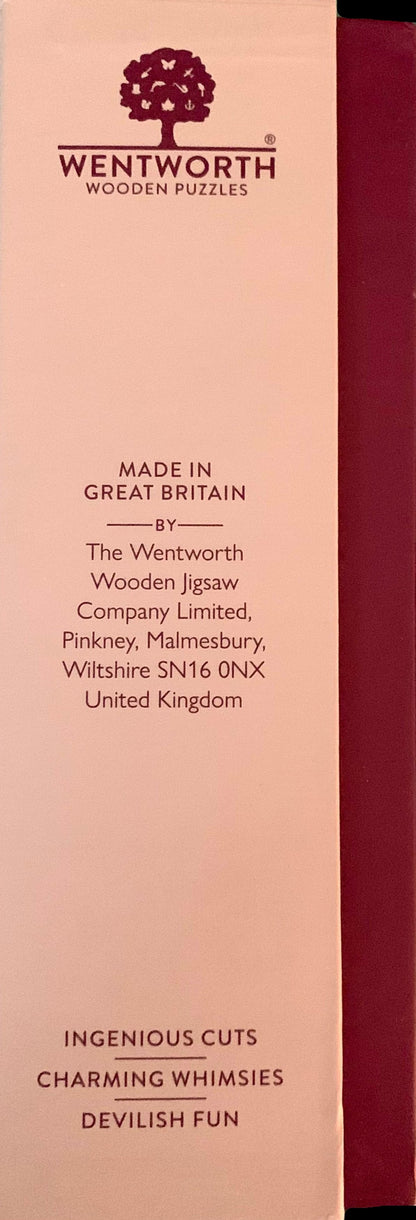 ®
WENTWORTH
WOODEN PUZZLES
MADE IN
GREAT BRITAIN
BY
The Wentworth
Wooden Jigsaw
Company Limited,
Pinkney, Malmesbury,
Wiltshire SN16 0NX
United Kingdom
INGENIOUS CUTS
CHARMING WHIMSIES
DEVILISH FUN